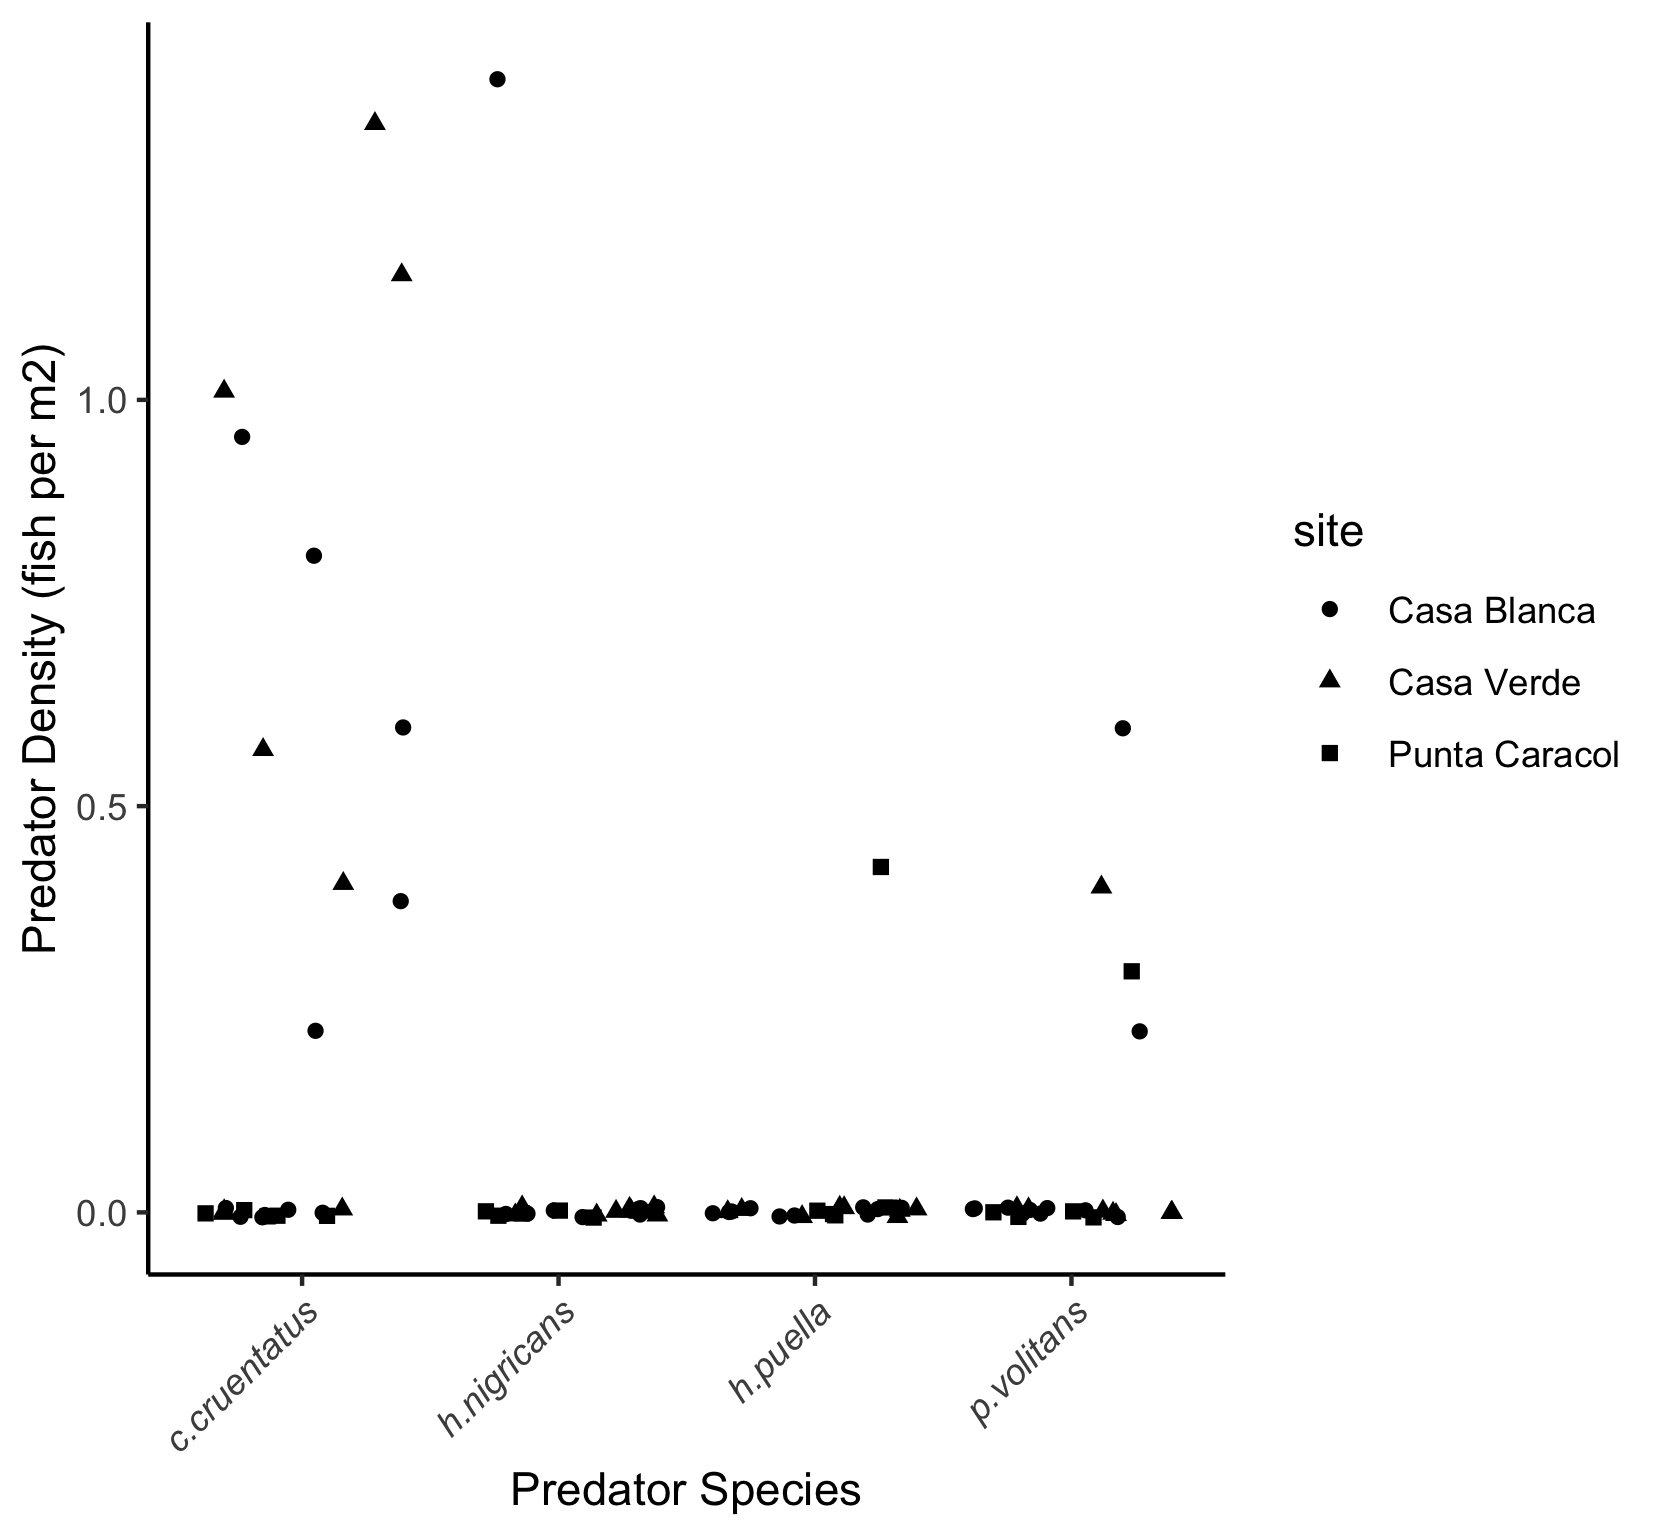 Predator Density (fish per m2)
1.0
0.5
0.0
c.cruentatus
h.nigricans
h.puella
p.volitans
Predator Species
site
Casa Blanca
Casa Verde
Punta Caracol